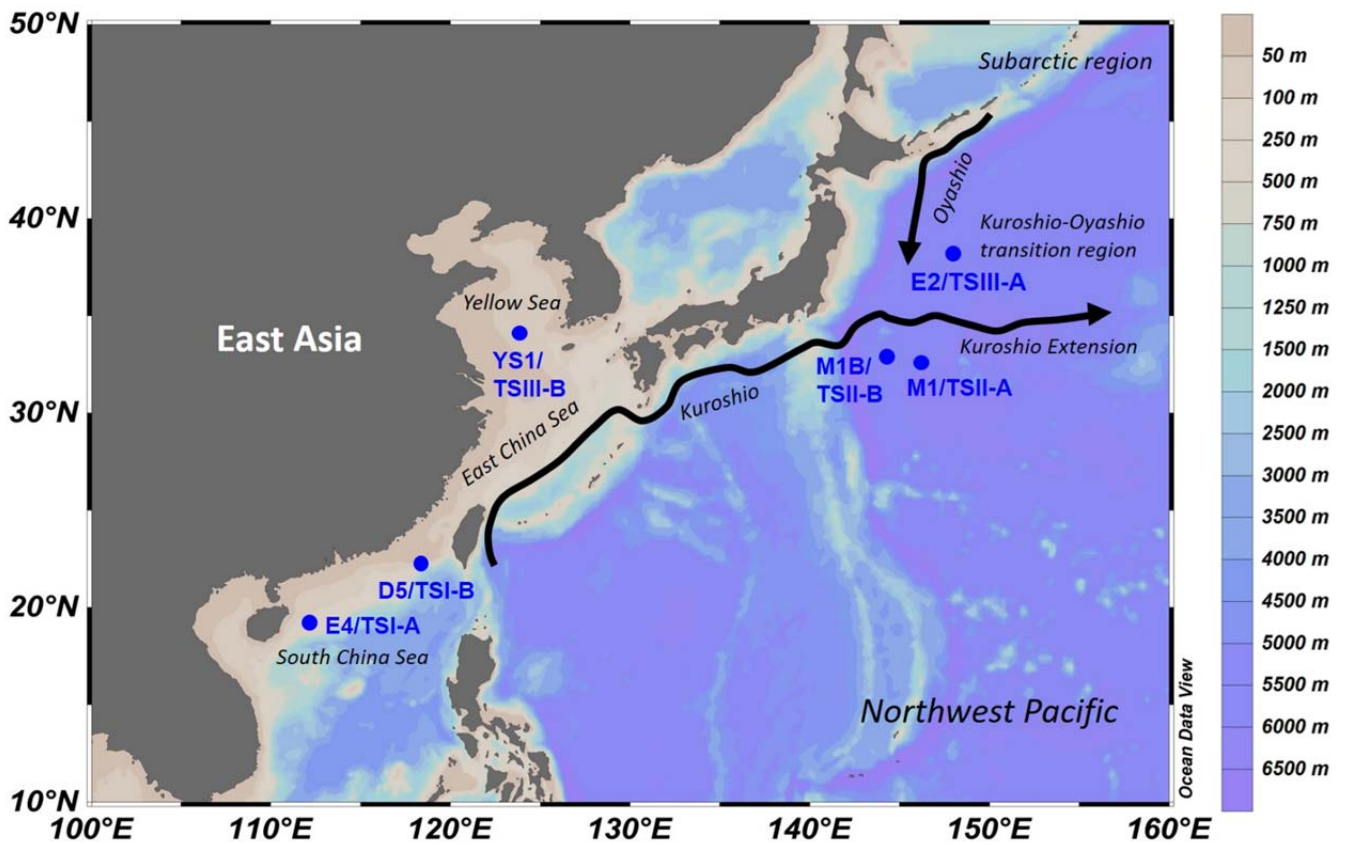 50°N
40°N
30°N
20°N
10°N
100°E
110°E
120°E
130°E
140°E
150°E
160°E
Subarctic region
Oyashio
Kuroshio-Oyashio
transition region
E2/TSIII-A
Yellow Sea
East Asia
YS1/
TSIII-B
Kuroshio Extension
M1B/
TSII-B
M1/TSII-A
Kuroshio
East China Sea
D5/TSI-B
E4/TSI-A
South China Sea
Northwest Pacific
Ocean Data View
50 m
100 m
250 m
500 m
750 m
1000 m
1250 m
1500 m
2000 m
2500 m
3000 m
3500 m
4000 m
4500 m
5000 m
5500 m
6000 m
6500 m